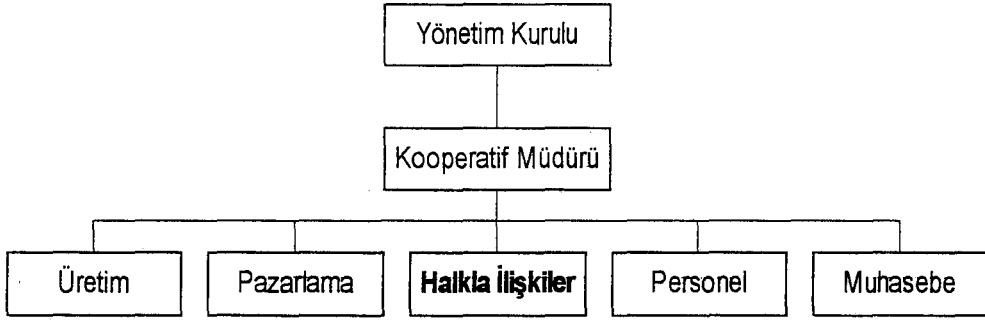 Yönetim Kurulu
Kooperatif Müdürü
Üretim
Pazarlama
Halkla İlişkiler
Personel
Muhasebe